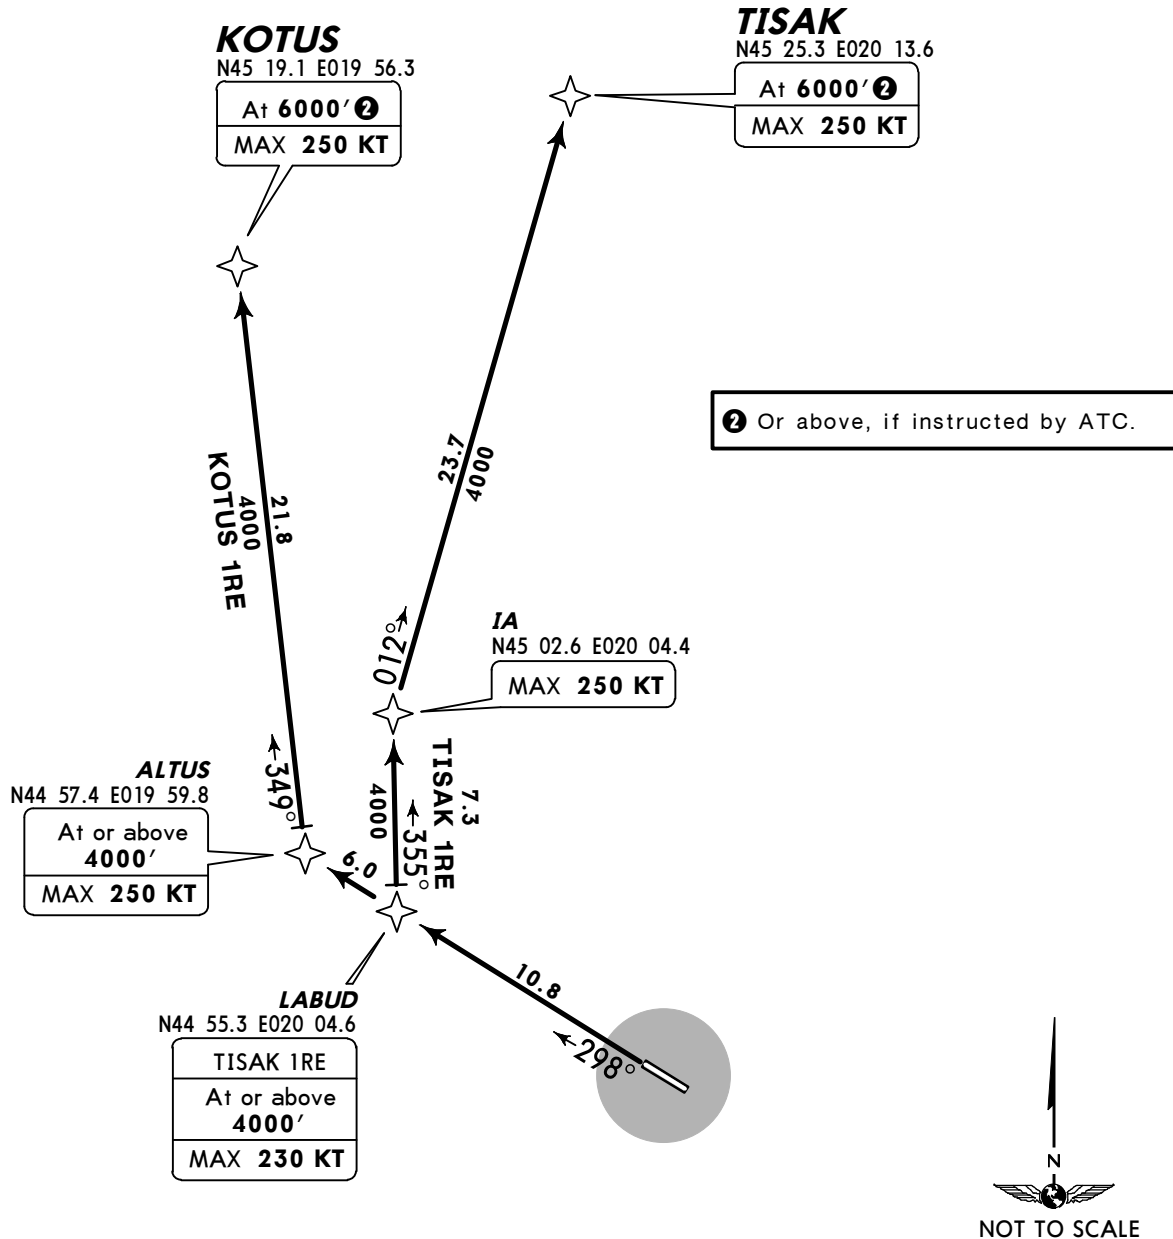 KOTUS
N45 19.1 E019 56.3
At 6000' ❷
MAX 250 KT
TISAK
N45 25.3 E020 13.6
At 6000' ❷
MAX 250 KT
❷ Or above, if instructed by ATC.
23.7
4000
21.8
4000
KOTUS 1RE
012°
IA
N45 02.6 E020 04.4
MAX 250 KT
349°
ALTUS
N44 57.4 E019 59.8
At or above
4000'
MAX 250 KT
7.3
TISAK 1RE
4000
355°
6.0
LABUD
N44 55.3 E020 04.6
TISAK 1RE
At or above
4000'
MAX 230 KT
10.8
298°
N
NOT TO SCALE